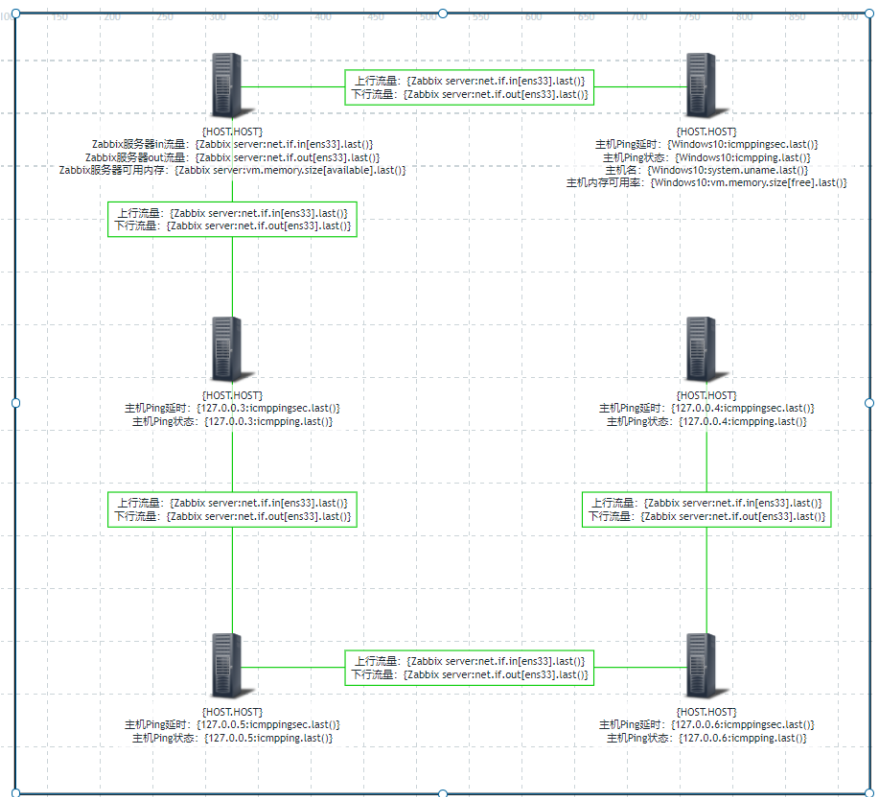 100 150 200 250 300 350 400 450 500 550 600 650 700 750 800 850 900
上行流量：{Zabbix server:net.if.in[ens33].last()}
下行流量：{Zabbix server:net.if.out[ens33].last()}
{HOST.HOST}
Zabbix服务器in流量：{Zabbix server:net.if.in[ens33].last()}
Zabbix服务器out流量：{Zabbix server:net.if.out[ens33].last()}
Zabbix服务器可用内存：{Zabbix server:vm.memory.size[available].last()}
{HOST.HOST}
主机Ping延时：{Windows10:icmppingsec.last()}
主机Ping状态：{Windows10:icmpping.last()}
主机名：{Windows10:system.uname.last()}
主机内存可用率：{Windows10:vm.memory.size[free].last()}
上行流量：{Zabbix server:net.if.in[ens33].last()}
下行流量：{Zabbix server:net.if.out[ens33].last()}
{HOST.HOST}
主机Ping延时：{127.0.0.3:icmppingsec.last()}
主机Ping状态：{127.0.0.3:icmpping.last()}
{HOST.HOST}
主机Ping延时：{127.0.0.4:icmppingsec.last()}
主机Ping状态：{127.0.0.4:icmpping.last()}
上行流量：{Zabbix server:net.if.in[ens33].last()}
下行流量：{Zabbix server:net.if.out[ens33].last()}
上行流量：{Zabbix server:net.if.in[ens33].last()}
下行流量：{Zabbix server:net.if.out[ens33].last()}
上行流量：{Zabbix server:net.if.in[ens33].last()}
下行流量：{Zabbix server:net.if.out[ens33].last()}
{HOST.HOST}
主机Ping延时：{127.0.0.5:icmppingsec.last()}
主机Ping状态：{127.0.0.5:icmpping.last()}
{HOST.HOST}
主机Ping延时：{127.0.0.6:icmppingsec.last()}
主机Ping状态：{127.0.0.6:icmpping.last()}